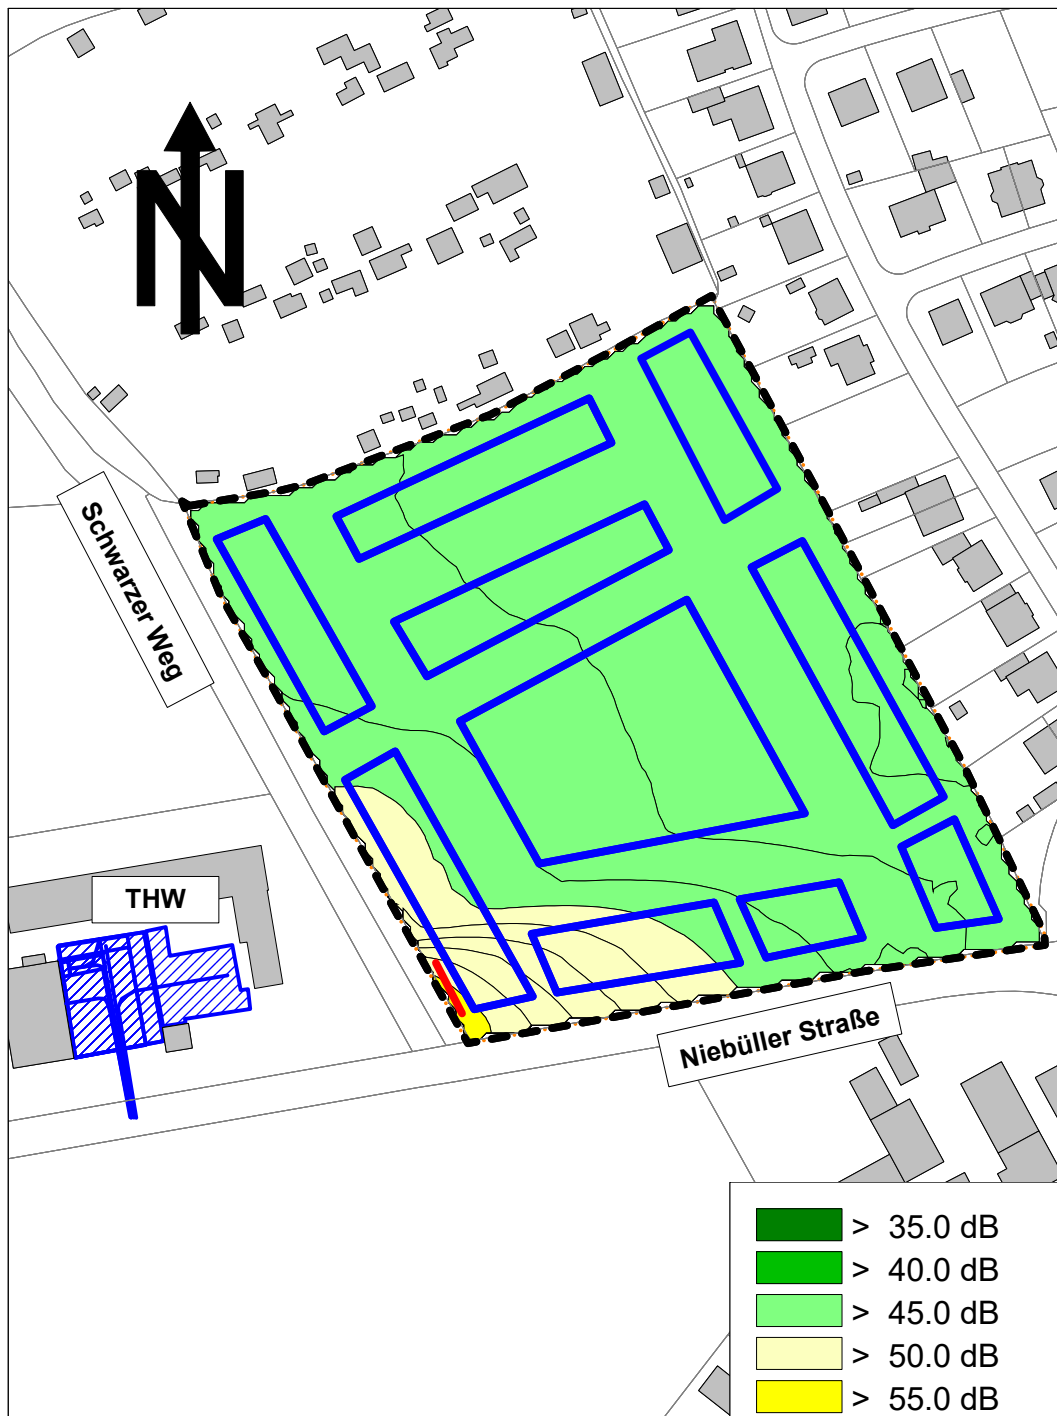 N
Schwarzer Weg
THW
Niebüller Straße
> 35.0 dB
> 40.0 dB
> 45.0 dB
> 50.0 dB
> 55.0 dB